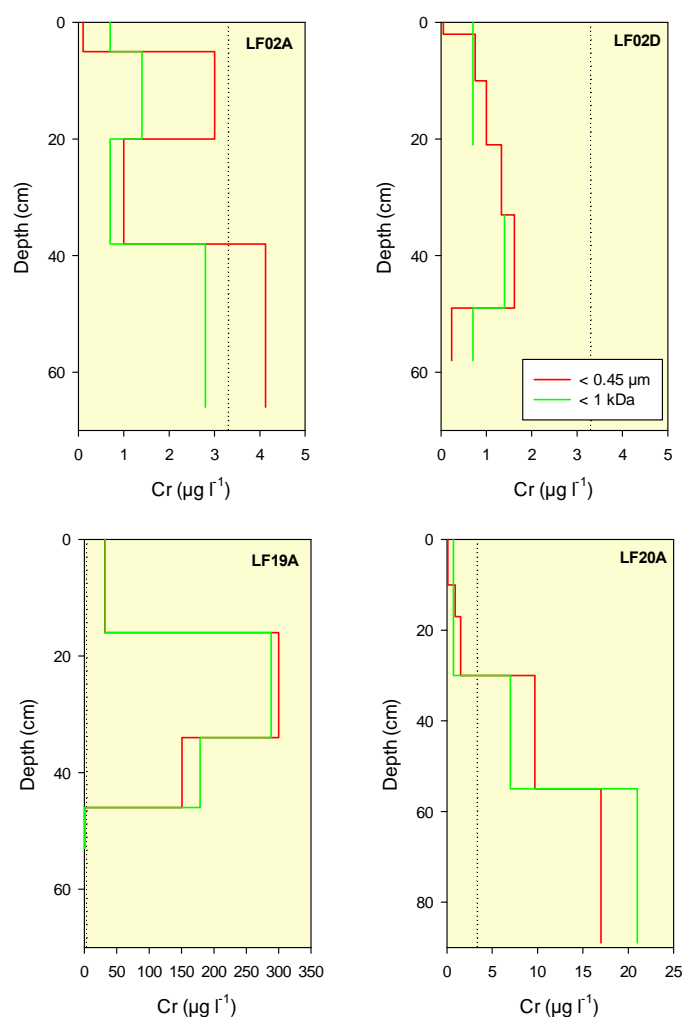 LF02A
0
20
40
60
Depth (cm)
0 1 2 3 4 5
Cr (µg l⁻¹)
LF02D
0
20
40
60
Depth (cm)
< 0.45 µm
< 1 kDa
0 1 2 3 4 5
Cr (µg l⁻¹)
LF19A
0
20
40
60
Depth (cm)
0 50 100 150 200 250 300 350
Cr (µg l⁻¹)
LF20A
0
20
40
60
80
Depth (cm)
0 5 10 15 20 25
Cr (µg l⁻¹)